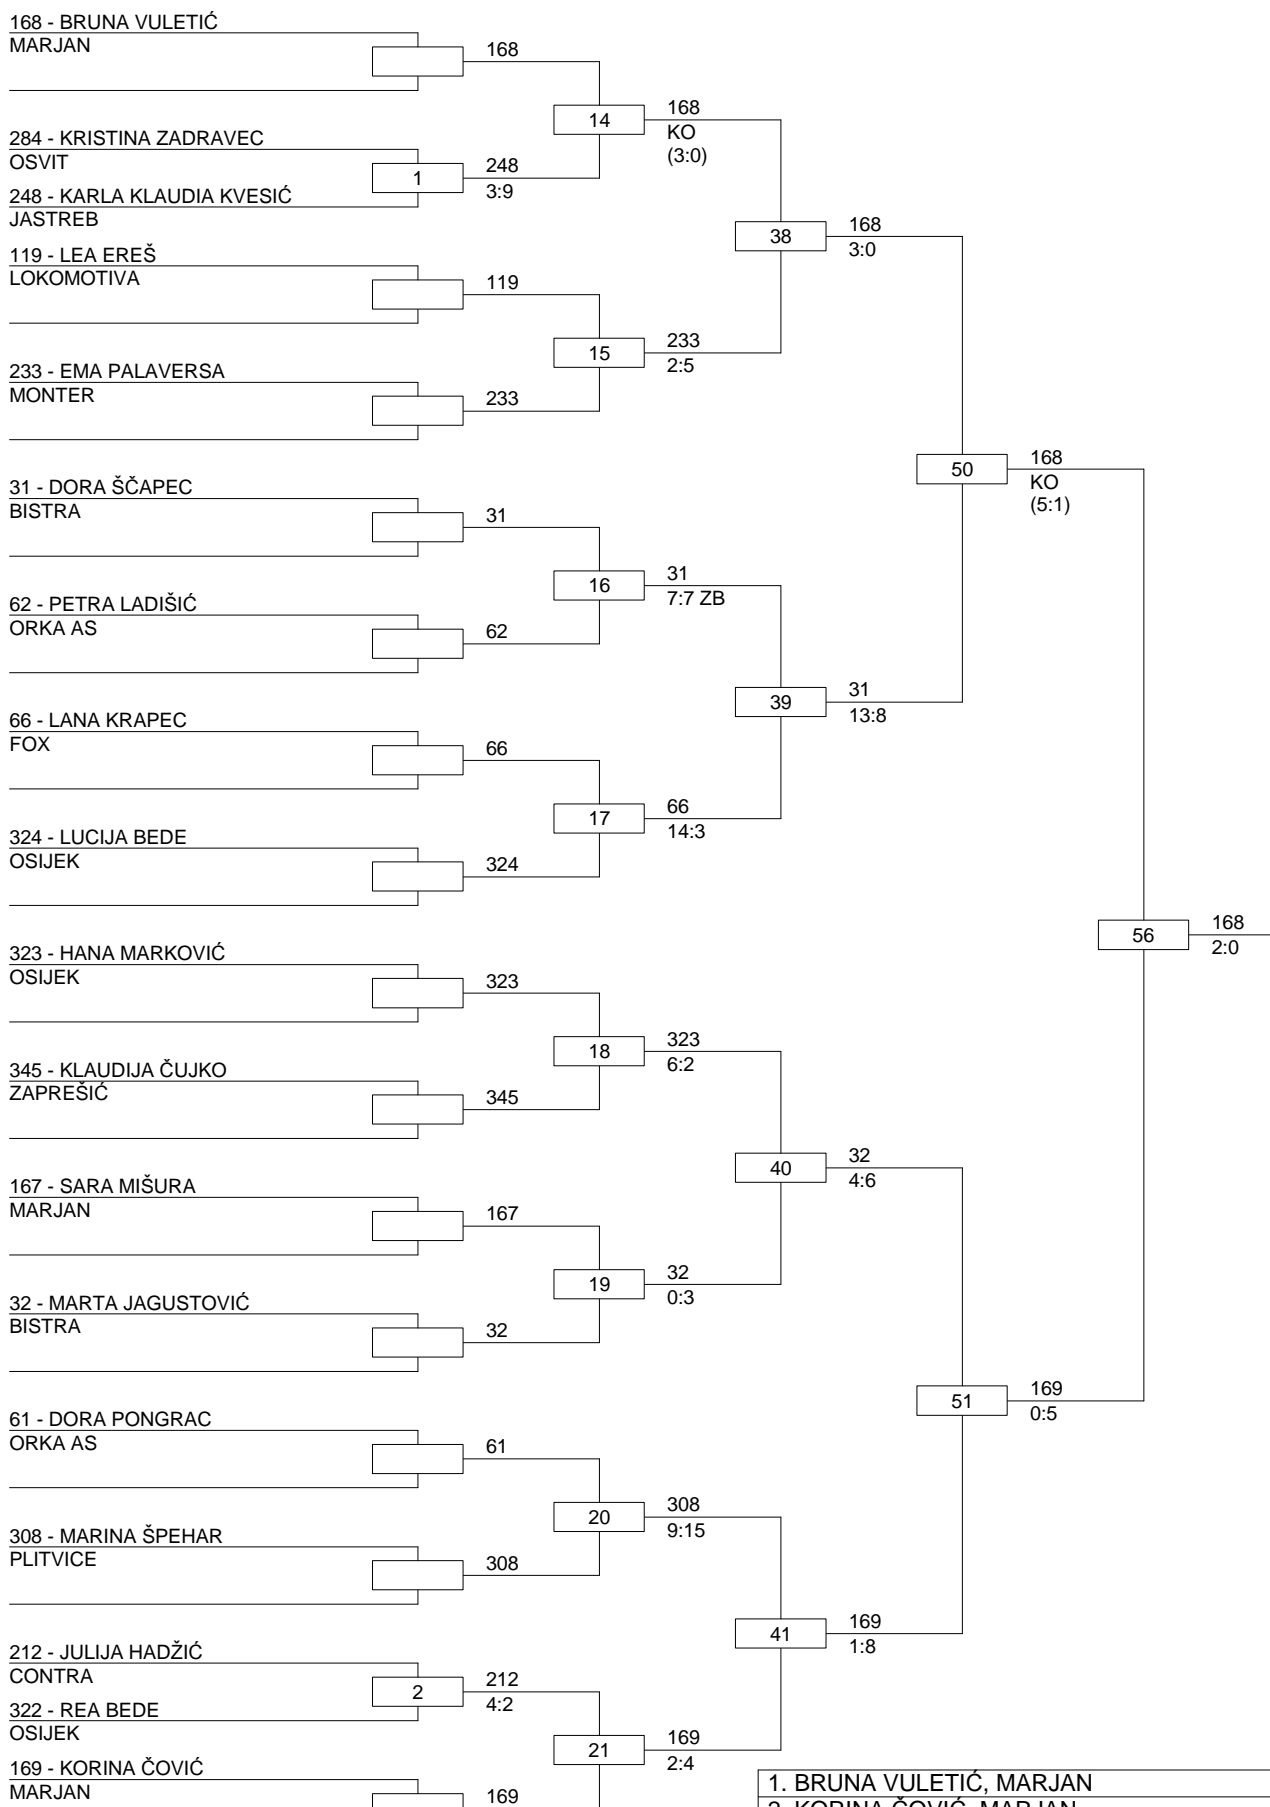 168 - BRUNA VULETIĆ
MARJAN
168
14
168
KO
(3:0)
284 - KRISTINA ZADRAVEC
OSVIT
1
248
3:9
248 - KARLA KLAUDIA KVESIĆ
JASTREB
38
168
3:0
119 - LEA EREŠ
LOKOMOTIVA
119
15
233
2:5
233 - EMA PALAVERSA
MONTER
233
50
168
KO
(5:1)
31 - DORA ŠČAPEC
BISTRA
31
16
31
7:7 ZB
62 - PETRA LADIŠIĆ
ORKA AS
62
39
31
13:8
66 - LANA KRAPEC
FOX
66
17
66
14:3
324 - LUCIJA BEDE
OSIJEK
324
56
168
2:0
323 - HANA MARKOVIĆ
OSIJEK
323
18
323
6:2
345 - KLAUDIJA ČUJKO
ZAPREŠIĆ
345
40
32
4:6
167 - SARA MIŠURA
MARJAN
167
19
32
0:3
32 - MARTA JAGUSTOVIĆ
BISTRA
32
51
169
0:5
61 - DORA PONGRAC
ORKA AS
61
20
308
9:15
308 - MARINA ŠPEHAR
PLITVICE
308
41
169
1:8
212 - JULIJA HADŽIĆ
CONTRA
2
212
4:2
322 - REA BEDE
OSIJEK
21
169
2:4
169 - KORINA ČOVIĆ
MARJAN
169
1. BRUNA VULETIĆ, MARJAN
2. KORINA ČOVIĆ, MARJAN